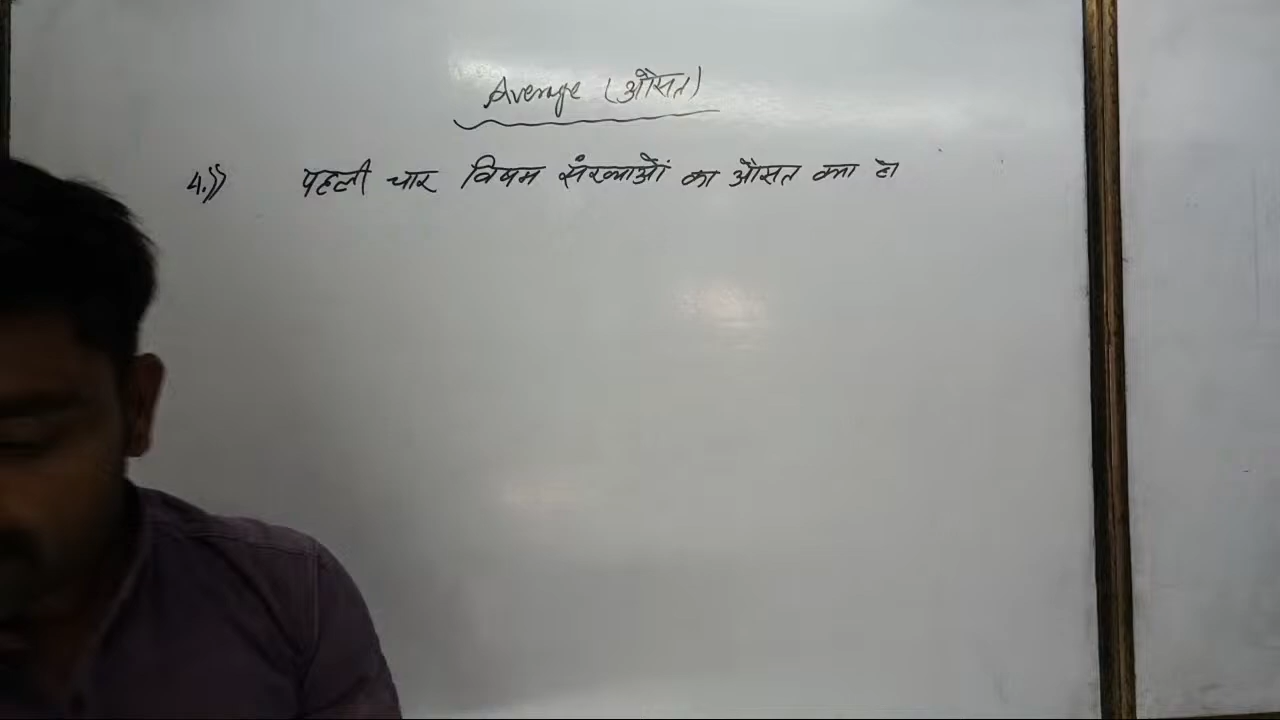 Average (औसत)
4.)) पहली चार विषम संख्याओं का औसत क्या हो